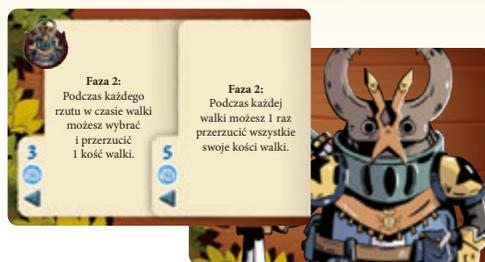 Faza 2:
Podczas każdego
rzutu w czasie walki
możesz wybrać
i przerzucić
1 kość walki.
3
Faza 2:
Podczas każdej
walki możesz 1 raz
przerzucić wszystkie
swoje kości walki.
5